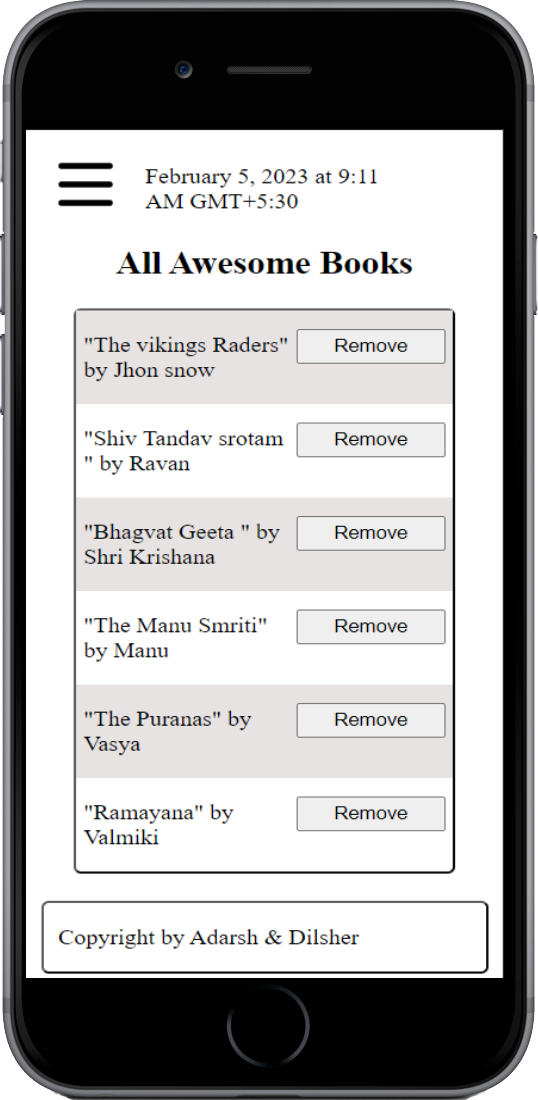 February 5, 2023 at 9:11
AM GMT+5:30
All Awesome Books
"The vikings Raders"
by Jhon snow
Remove
"Shiv Tandav srotam
" by Ravan
Remove
"Bhagvat Geeta " by
Shri Krishana
Remove
"The Manu Smriti"
by Manu
Remove
"The Puranas" by
Vasya
Remove
"Ramayana" by
Valmiki
Remove
Copyright by Adarsh & Dilsher